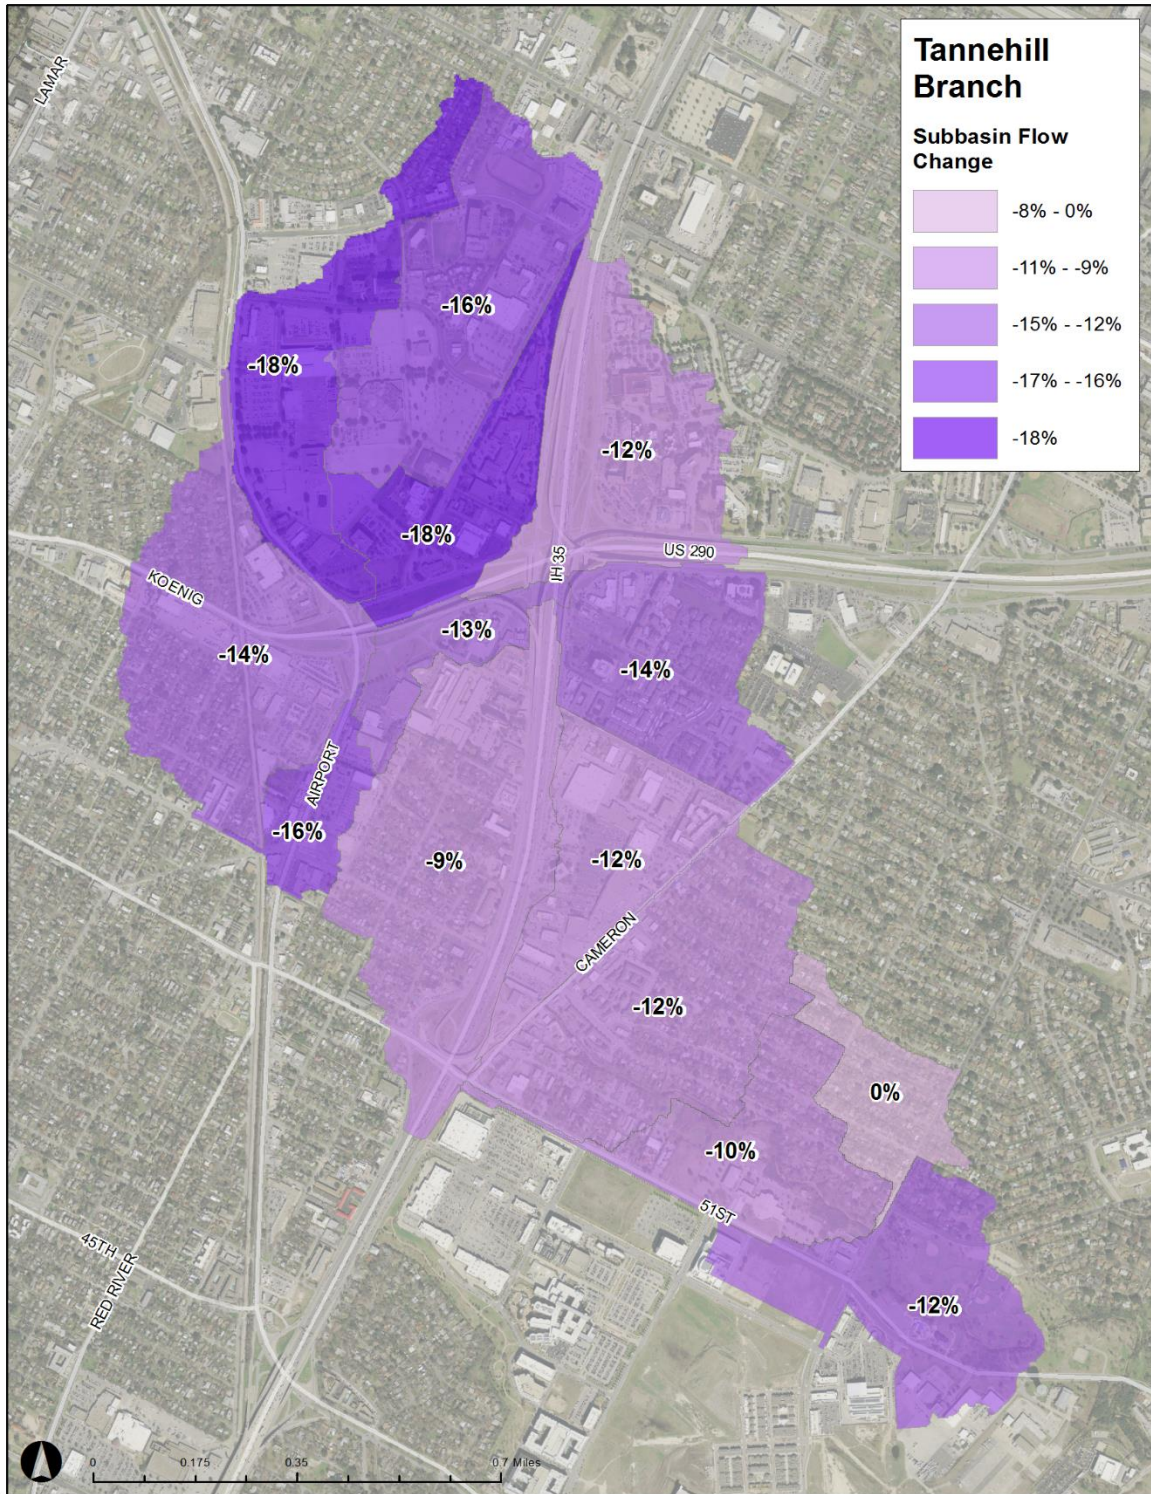 Tannehill
Branch
Subbasin Flow
Change
-8% - 0%
-11% - -9%
-15% - -12%
-17% - -16%
-18%
LAMAR
-16%
-18%
-12%
-18%
IH 35
US 290
KOENIG
-13%
-14%
-14%
AIRPORT
-16%
-9%
-12%
CAMERON
-12%
0%
-10%
51ST
45TH
RED RIVER
-12%
0 0.175 0.35 0.7 Miles